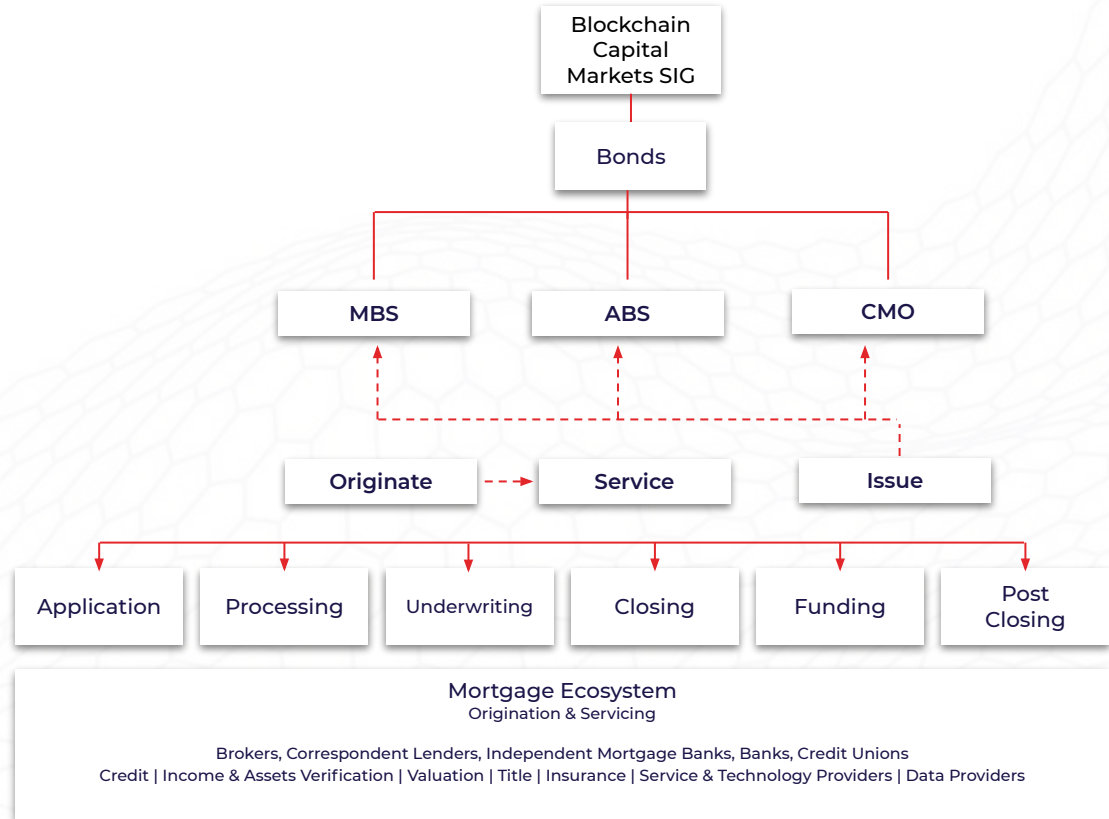 Blockchain
Capital
Markets SIG
Bonds
MBS
ABS
CMO
Originate
Service
Issue
Application
Processing
Underwriting
Closing
Funding
Post
Closing
Mortgage Ecosystem
Origination & Servicing
Brokers, Correspondent Lenders, Independent Mortgage Banks, Banks, Credit Unions
Credit | Income & Assets Verification | Valuation | Title | Insurance | Service & Technology Providers | Data Providers